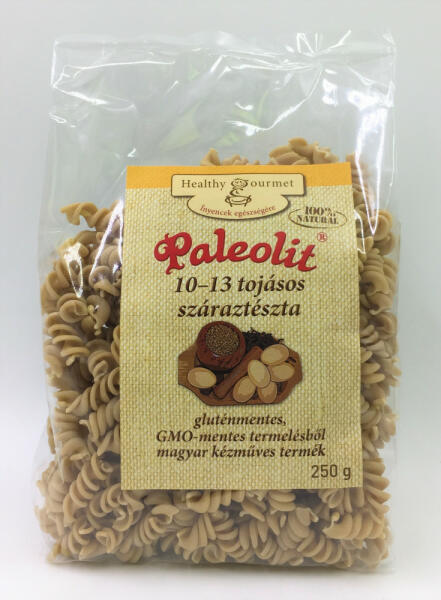 Healthy Gourmet
Ínyencek egészségére
100%
NATURAL
Paleolit®
10–13 tojásos
száraztészta
gluténmentes,
GMO-mentes termelésből
magyar kézműves termék
250 g